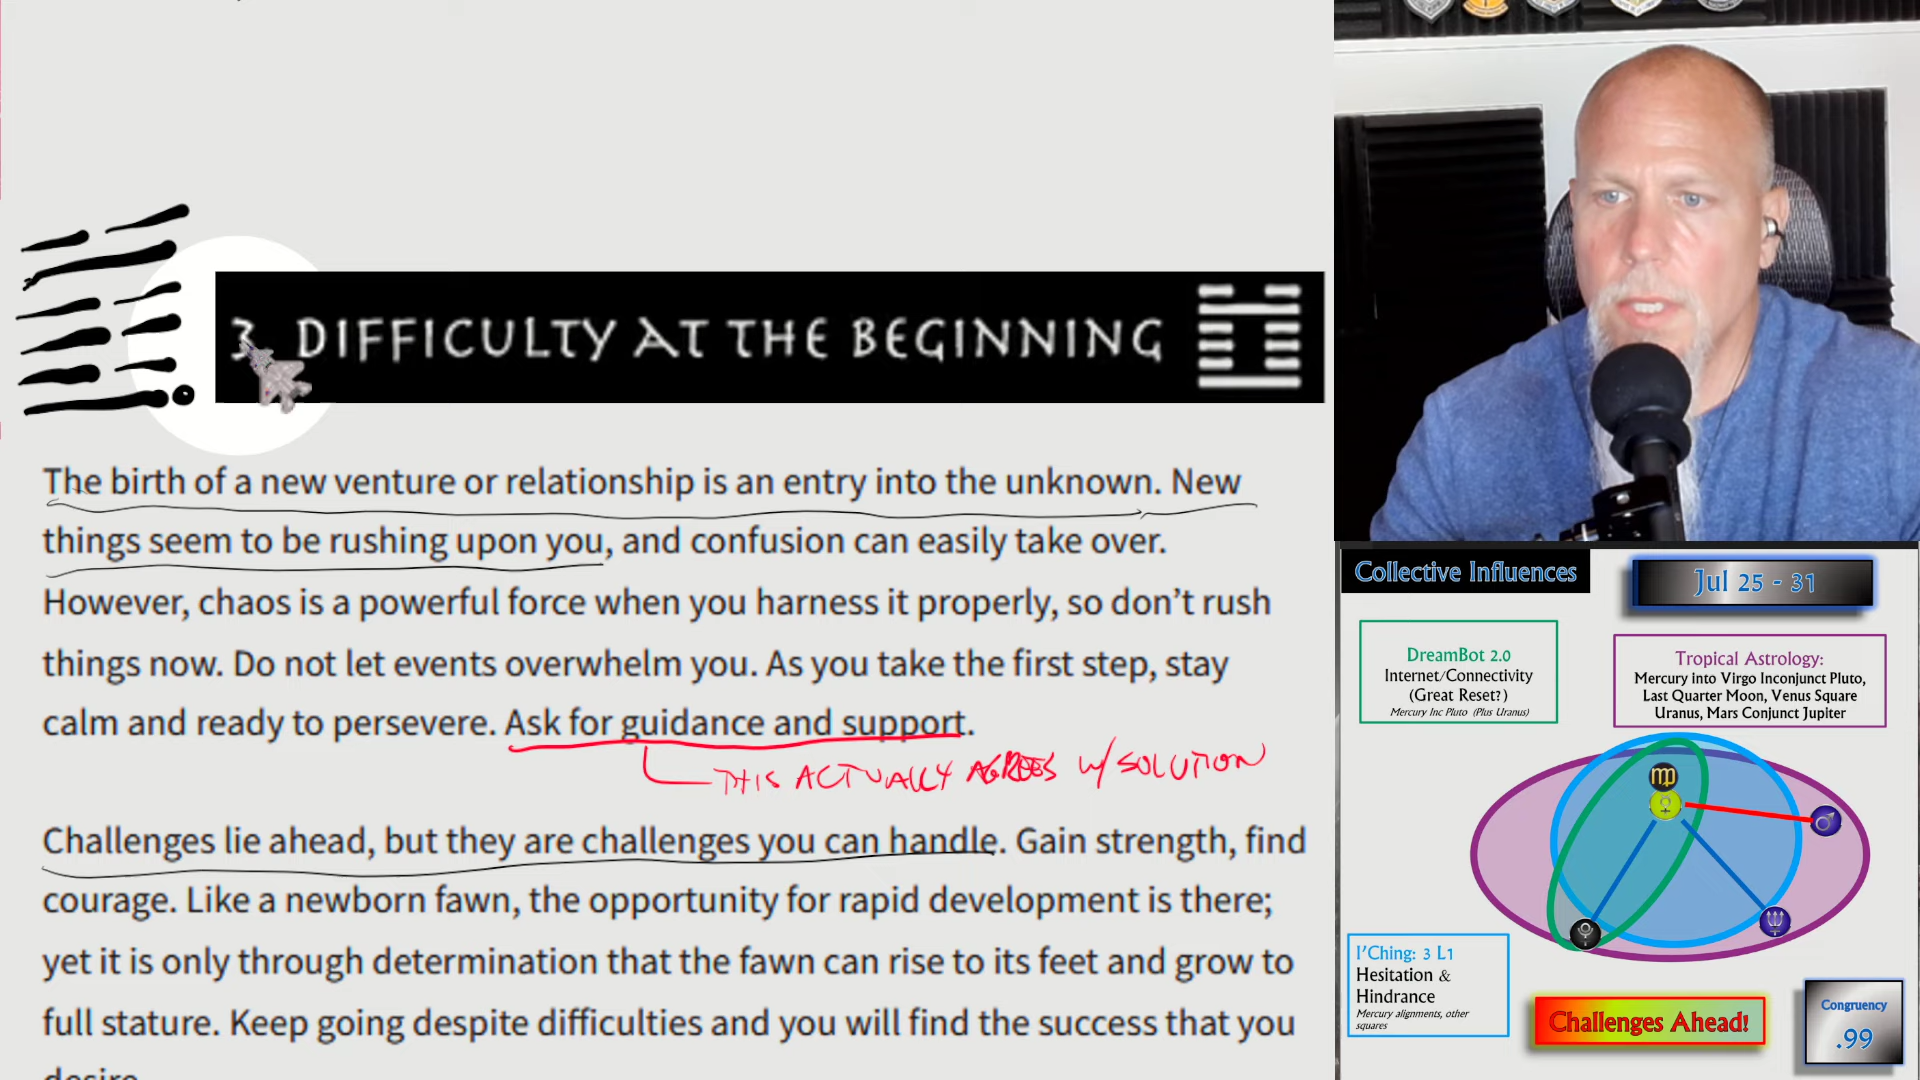 3. DIFFICULTY AT THE BEGINNING
The birth of a new venture or relationship is an entry into the unknown. New
things seem to be rushing upon you, and confusion can easily take over.
However, chaos is a powerful force when you harness it properly, so don't rush
things now. Do not let events overwhelm you. As you take the first step, stay
calm and ready to persevere. Ask for guidance and support.
THIS ACTUALLY AGREES w/ SOLUTION
Challenges lie ahead, but they are challenges you can handle. Gain strength, find
courage. Like a newborn fawn, the opportunity for rapid development is there;
yet it is only through determination that the fawn can rise to its feet and grow to
full stature. Keep going despite difficulties and you will find the success that you
desire.
Collective Influences
Jul 25 - 31
DreamBot 2.0
Internet/Connectivity
(Great Reset?)
Mercury Inc Pluto (Plus Uranus)
Tropical Astrology:
Mercury into Virgo Inconjunct Pluto,
Last Quarter Moon, Venus Square
Uranus, Mars Conjunct Jupiter
I'Ching: 3 L1
Hesitation &
Hindrance
Mercury alignments, other
squares
Challenges Ahead!
Congruency
.99